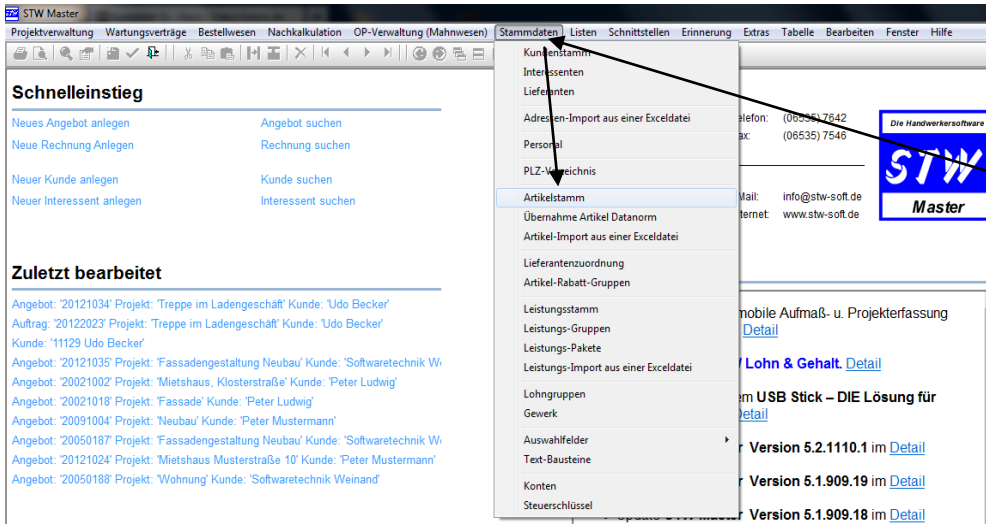 STW Master
Projektverwaltung Wartungsverträge Bestellwesen Nachkalkulation OP-Verwaltung (Mahnwesen) Stammdaten Listen Schnittstellen Erinnerung Extras Tabelle Bearbeiten Fenster Hilfe
Schnelleinstieg
Neues Angebot anlegen Angebot suchen
Neue Rechnung Anlegen Rechnung suchen
Neuer Kunde anlegen Kunde suchen
Neuer Interessent anlegen Interessent suchen
Zuletzt bearbeitet
Angebot: '20121034' Projekt: 'Treppe im Ladengeschäft' Kunde: 'Udo Becker'
Auftrag: '20122023' Projekt: 'Treppe im Ladengeschäft' Kunde: 'Udo Becker'
Kunde: '11129 Udo Becker'
Angebot: '20121035' Projekt: 'Fassadengestaltung Neubau' Kunde: 'Softwaretechnik W
Angebot: '20021002' Projekt: 'Mietshaus, Klosterstraße' Kunde: 'Peter Ludwig'
Angebot: '20021018' Projekt: 'Fassade' Kunde: 'Peter Ludwig'
Angebot: '20091004' Projekt: 'Neubau' Kunde: 'Peter Mustermann'
Angebot: '20050187' Projekt: 'Fassadengestaltung Neubau' Kunde: 'Softwaretechnik W
Angebot: '20121024' Projekt: 'Mietshaus Musterstraße 10' Kunde: 'Peter Mustermann'
Angebot: '20050188' Projekt: 'Wohnung' Kunde: 'Softwaretechnik Weinand'
Kundenstamm
Interessenten
Lieferanten
Adressen-Import aus einer Exceldatei
Personal
PLZ-Verzeichnis
Artikelstamm
Übernahme Artikel Datanorm
Artikel-Import aus einer Exceldatei
Lieferantenzuordnung
Artikel-Rabatt-Gruppen
Leistungsstamm
Leistungs-Gruppen
Leistungs-Pakete
Leistungs-Import aus einer Exceldatei
Lohngruppen
Gewerk
Auswahlfelder
Text-Bausteine
Konten
Steuerschlüssel
elefon: (06535) 7642
ax: (06535) 7546
Mail: info@stw-soft.de
ternet: www.stw-soft.de
Die Handwerkersoftware
STW
Master
mobile Aufmaß- u. Projekterfassung
Detail
Lohn & Gehalt. Detail
em USB Stick – DIE Lösung für
Detail
r Version 5.2.1110.1 im Detail
r Version 5.1.909.19 im Detail
Update STW Master Version 5.1.909.18 im Detail